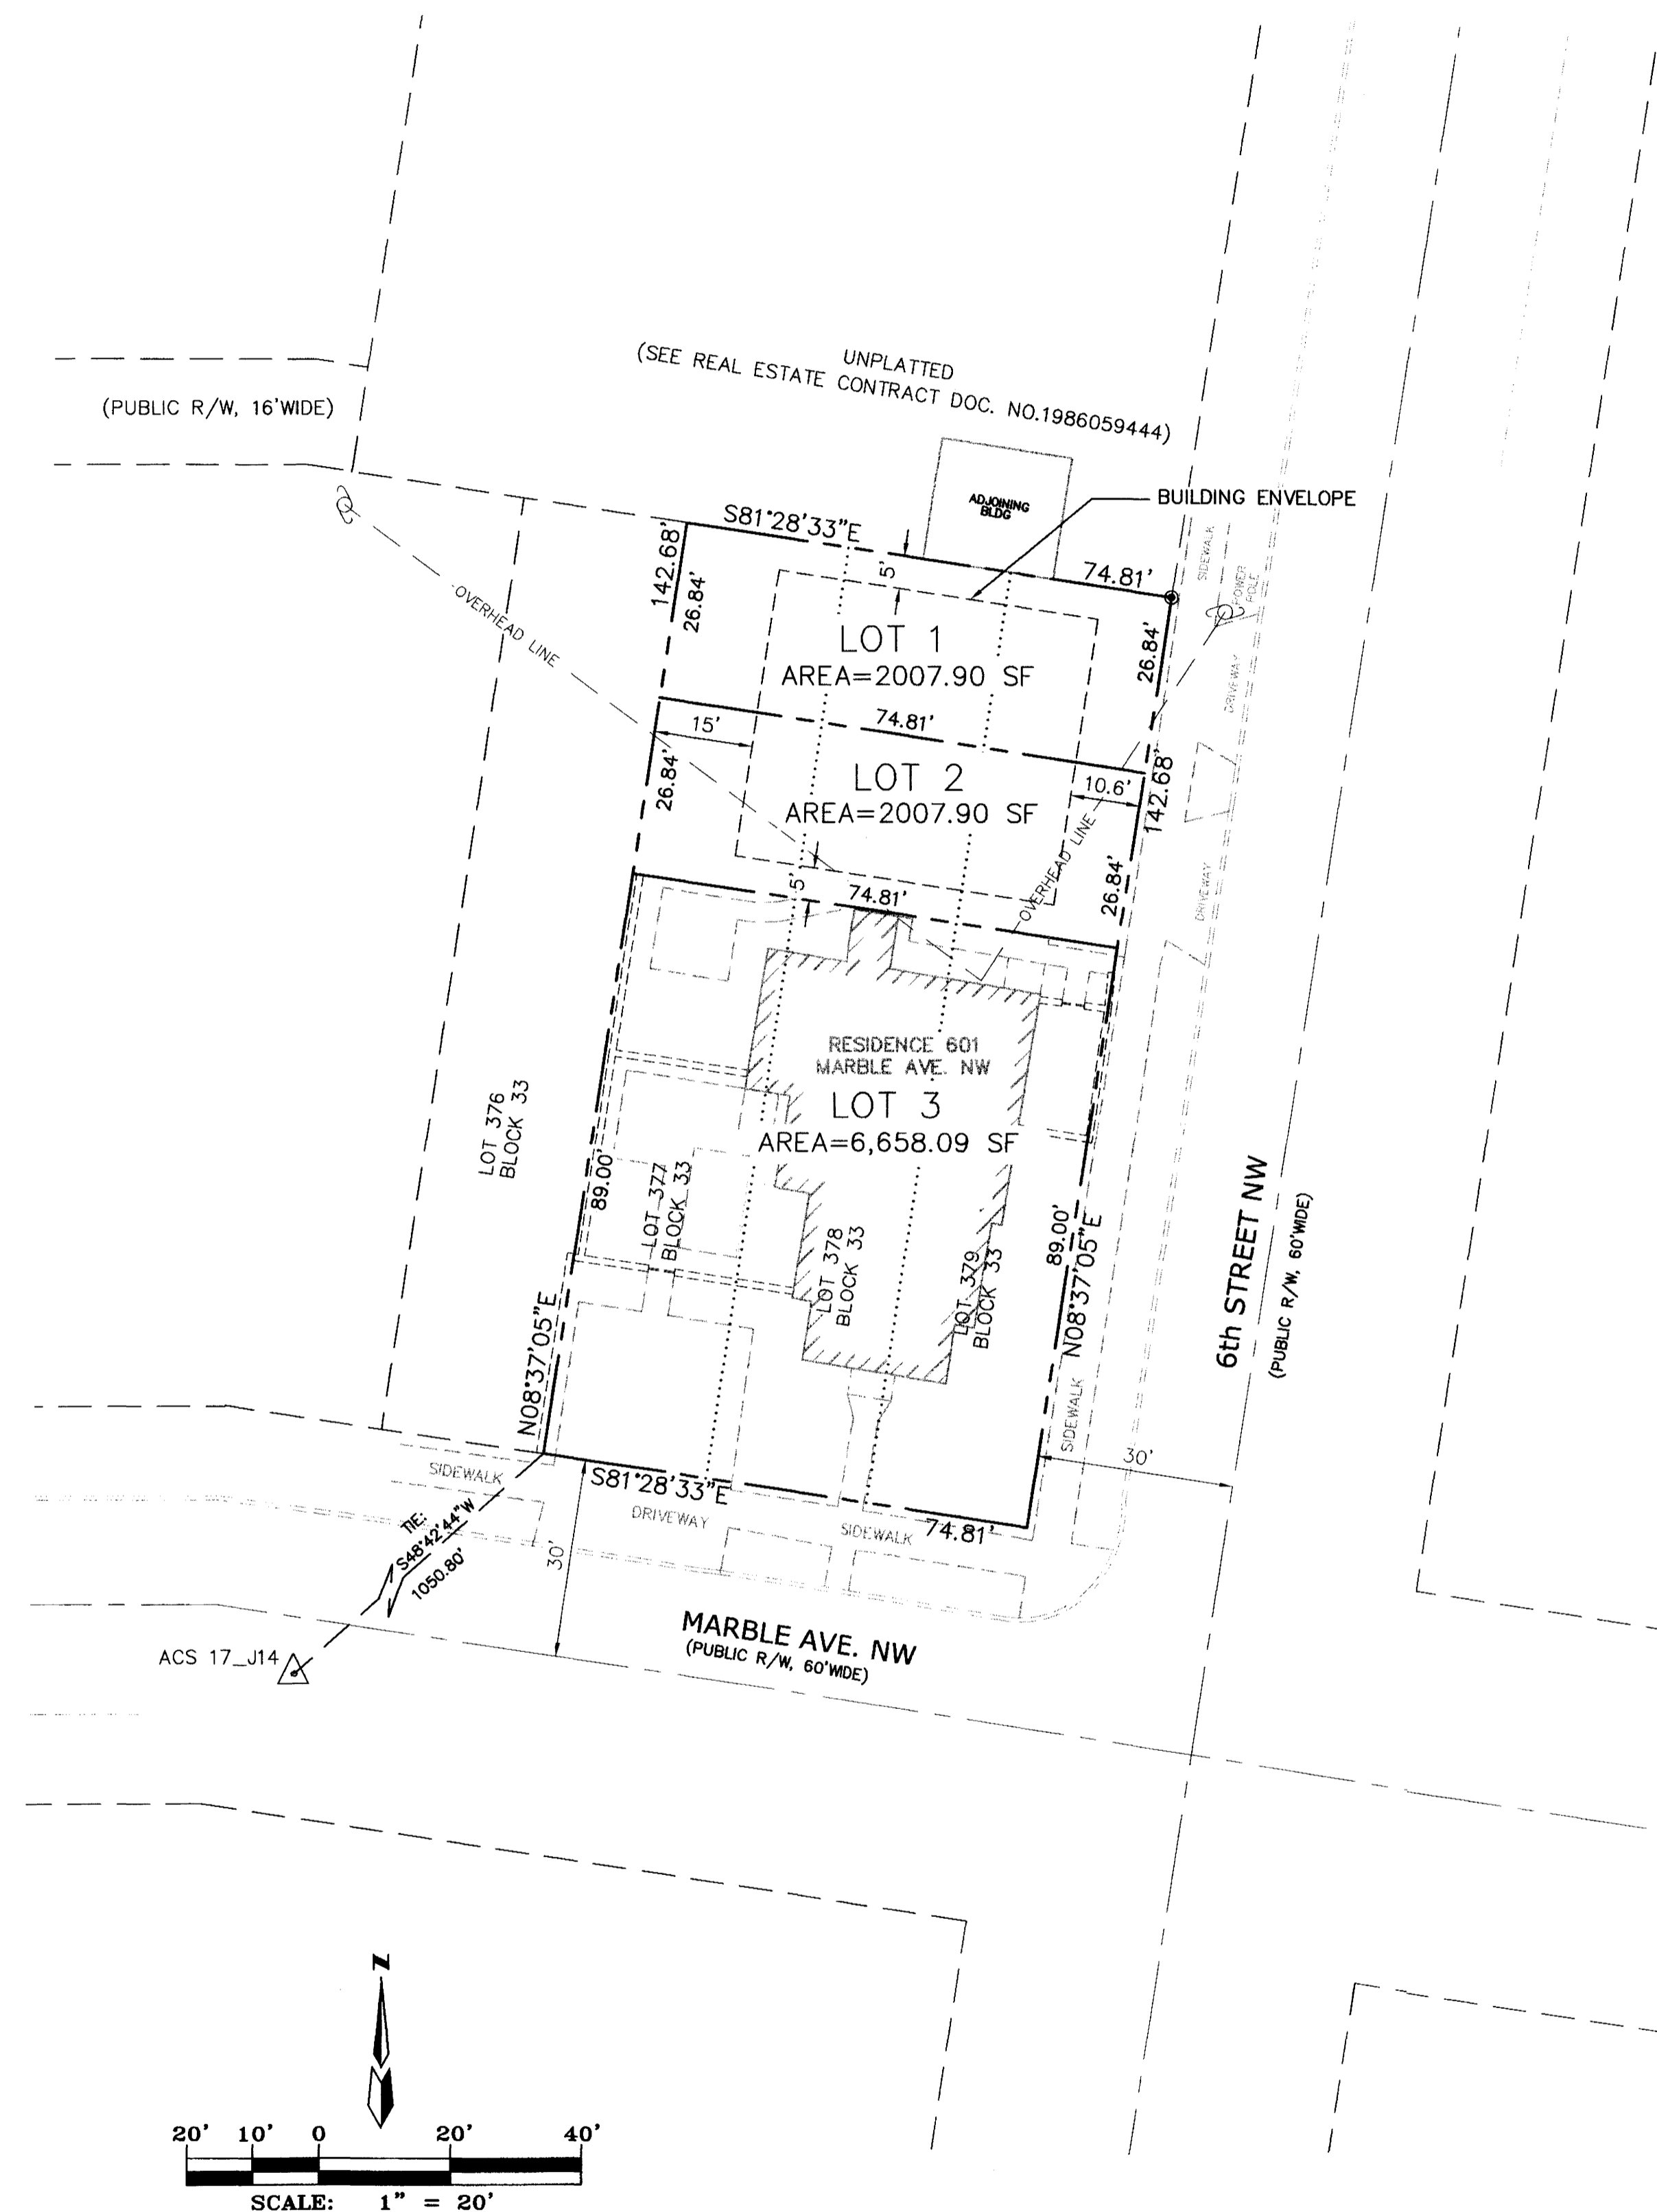 UNPLATTED
(SEE REAL ESTATE CONTRACT DOC. NO.1986059444)
(PUBLIC R/W, 16'WIDE)
ADJOINING
BLDG
BUILDING ENVELOPE
S81°28'33"E
74.81'
142.68'
26.84'
5'
SIDEWALK
POWER
POLE
OVERHEAD LINE
LOT 1
AREA=2007.90 SF
26.84'
DRIVEWAY
15'
74.81'
26.84'
LOT 2
AREA=2007.90 SF
10.6'
142.68'
OVERHEAD LINE
26.84'
DRIVEWAY
5'
74.81'
RESIDENCE 601
MARBLE AVE. NW
LOT 3
AREA=6,658.09 SF
LOT 376
BLOCK 33
89.00'
LOT 377
BLOCK 33
LOT 378
BLOCK 33
LOT 379
BLOCK 33
89.00'
N08°37'05"E
6th STREET NW
(PUBLIC R/W, 60'WIDE)
N08°37'05"E
SIDEWALK
30'
SIDEWALK
S81°28'33"E
DRIVEWAY
SIDEWALK
74.81'
TIE:
S48°42'44"W
1050.80'
30'
MARBLE AVE. NW
(PUBLIC R/W, 60'WIDE)
ACS 17_J14
N
20' 10' 0 20' 40'
SCALE: 1" = 20'